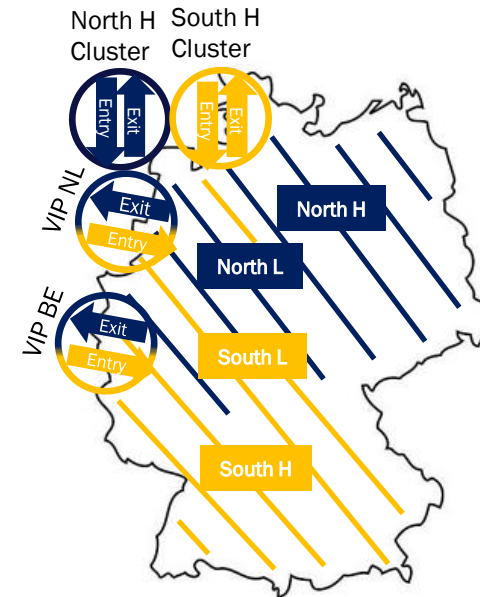 North H
Cluster
South H
Cluster
Entry
Exit
Entry
Exit
VIP NL
Exit
Entry
North H
North L
VIP BE
Exit
Entry
South L
South H